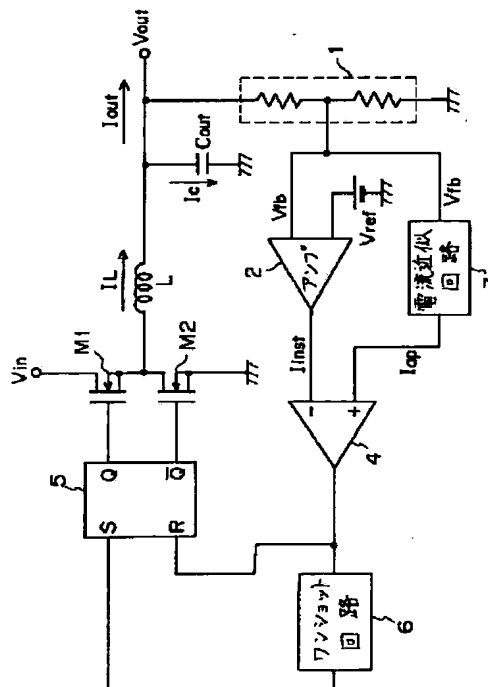 Vin
M1
M2
IL
L
Iout
Vout
Ic
Cout
1
5
S
Q
R
Q̅
2
アンプ
Vfb
Vref
Iinst
Iap
−
+
4
ワンショット
回路
6
電流近似
回路
7
Vfb